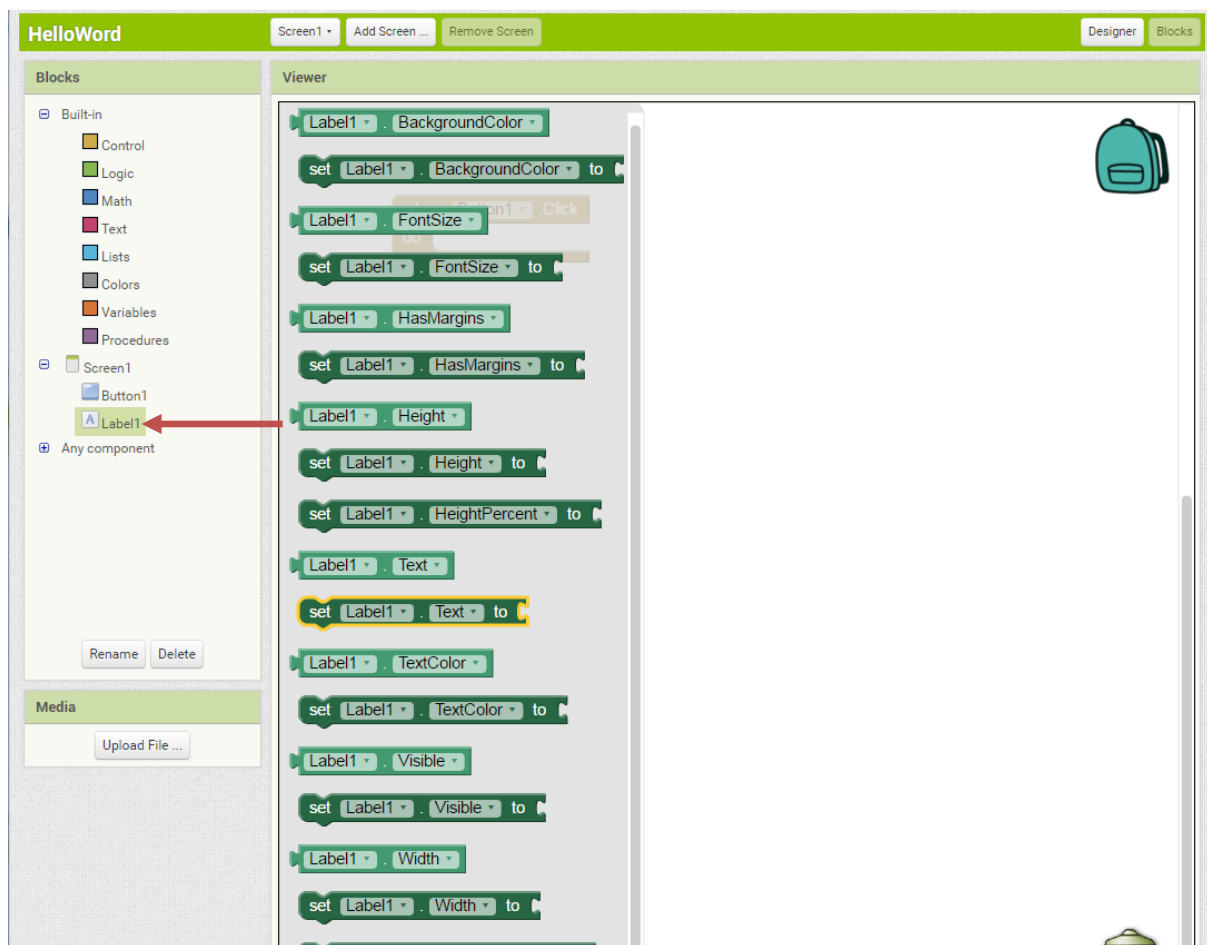 HelloWord
Screen1
Add Screen ...
Remove Screen
Designer
Blocks
Blocks
Built-in
Control
Logic
Math
Text
Lists
Colors
Variables
Procedures
Screen1
Button1
A Label1
Any component
Rename
Delete
Media
Upload File ...
Viewer
Label1 . BackgroundColor
set Label1 . BackgroundColor to
Label1 . FontSize
set Label1 . FontSize to
Label1 . HasMargins
set Label1 . HasMargins to
Label1 . Height
set Label1 . Height to
set Label1 . HeightPercent to
Label1 . Text
set Label1 . Text to
Label1 . TextColor
set Label1 . TextColor to
Label1 . Visible
set Label1 . Visible to
Label1 . Width
set Label1 . Width to
.Click
do